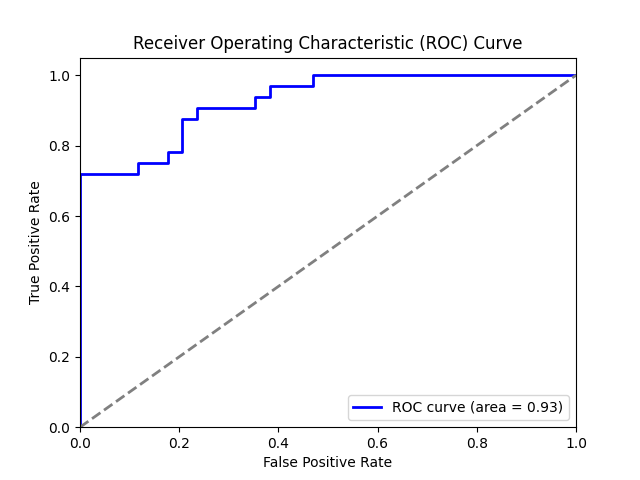 Receiver Operating Characteristic (ROC) Curve
1.0
0.8
0.6
0.4
0.2
0.0
True Positive Rate
ROC curve (area = 0.93)
0.0 0.2 0.4 0.6 0.8 1.0
False Positive Rate